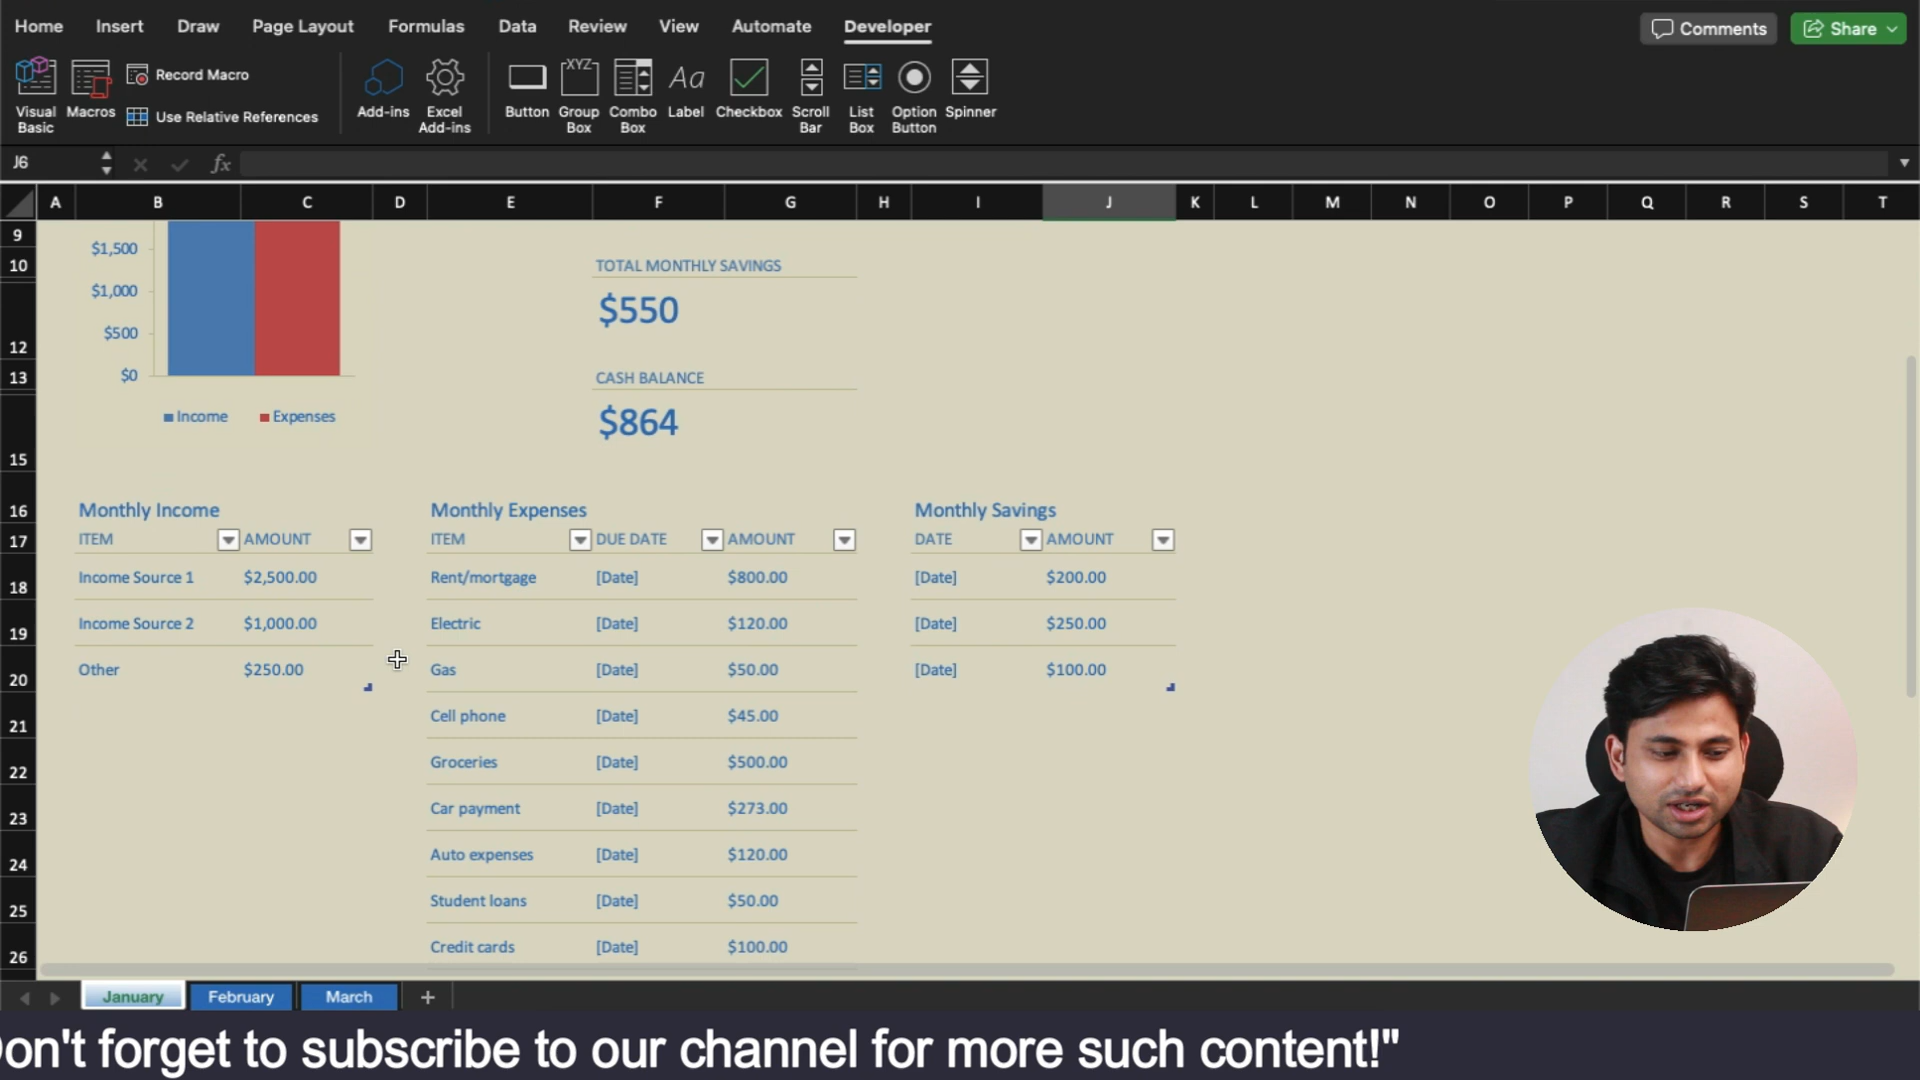 Home Insert Draw Page Layout Formulas Data Review View Automate Developer Comments Share
Visual Basic Macros Record Macro Use Relative References Add-ins Excel Add-ins XYZ Button Group Box Combo Box Aa Label Checkbox Scroll Bar List Box Option Button Spinner
J6 fx
A B C D E F G H I J K L M N O P Q R S T
9 $1,500
10 TOTAL MONTHLY SAVINGS
$1,000
$550
$500
12
$0
13 CASH BALANCE
Income Expenses
$864
15
16 Monthly Income Monthly Expenses Monthly Savings
17 ITEM AMOUNT ITEM DUE DATE AMOUNT DATE AMOUNT
18 Income Source 1 $2,500.00 Rent/mortgage [Date] $800.00 [Date] $200.00
19 Income Source 2 $1,000.00 Electric [Date] $120.00 [Date] $250.00
20 Other $250.00 Gas [Date] $50.00 [Date] $100.00
21 Cell phone [Date] $45.00
22 Groceries [Date] $500.00
23 Car payment [Date] $273.00
24 Auto expenses [Date] $120.00
25 Student loans [Date] $50.00
26 Credit cards [Date] $100.00
January February March +
on't forget to subscribe to our channel for more such content!"